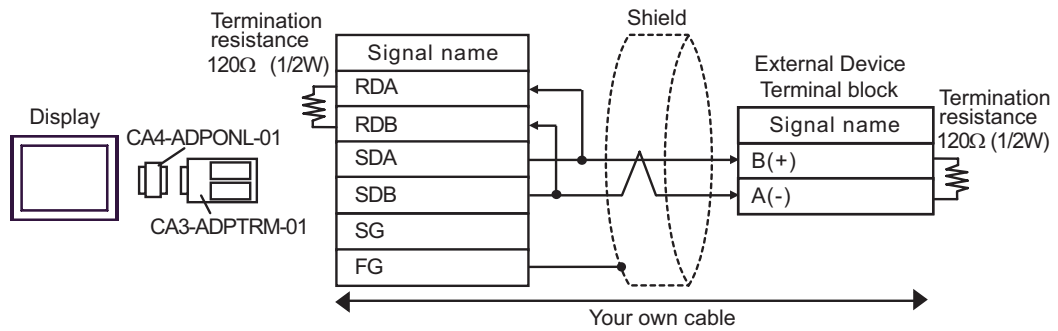 Shield
Termination
resistance
120Ω (1/2W)
Signal name
RDA
RDB
SDA
SDB
SG
FG
Display
CA4-ADPONL-01
CA3-ADPTRM-01
External Device
Terminal block
Signal name
B(+)
A(-)
Termination
resistance
120Ω (1/2W)
Your own cable